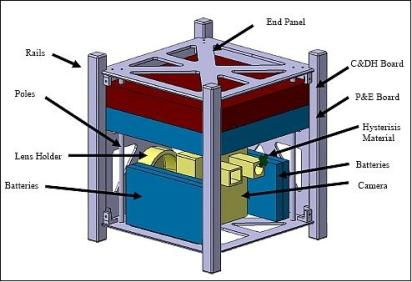 End Panel
Rails
C&DH Board
Poles
P&E Board
Hysterisis
Material
Lens Holder
Batteries
Batteries
Camera